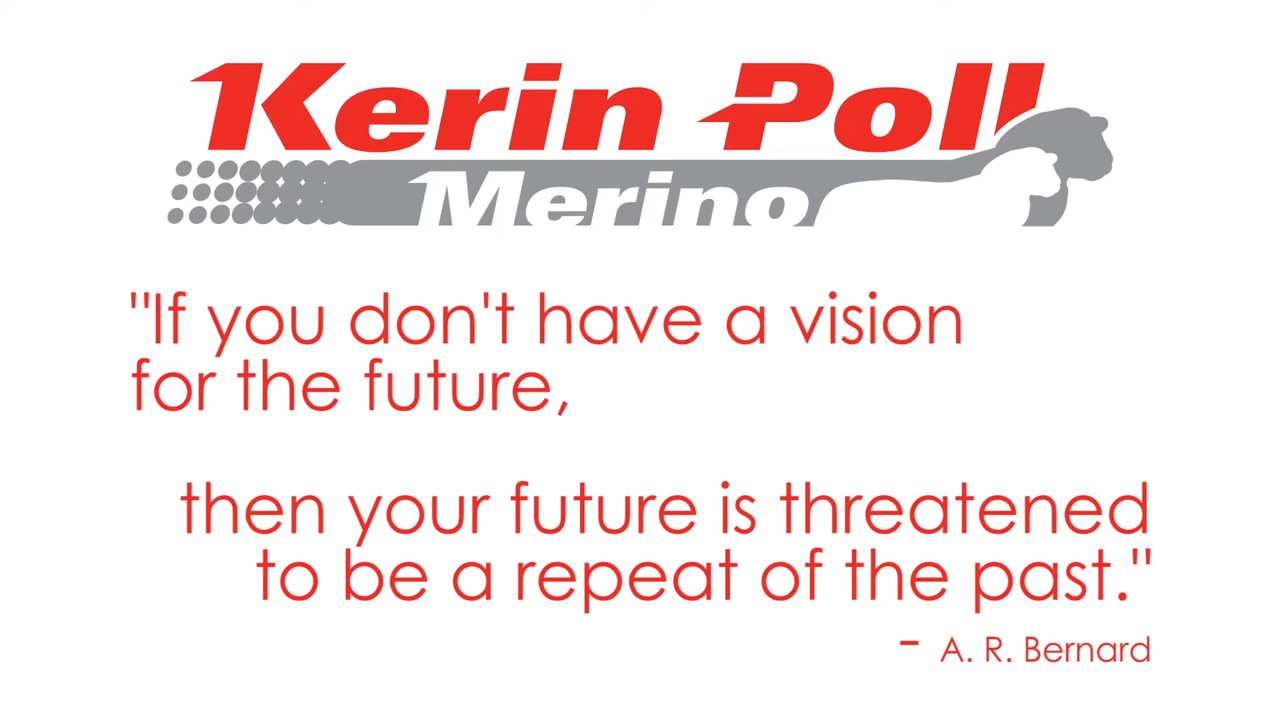 Kerin Poll
Merino
"If you don't have a vision
for the future,
then your future is threatened
to be a repeat of the past."
- A. R. Bernard